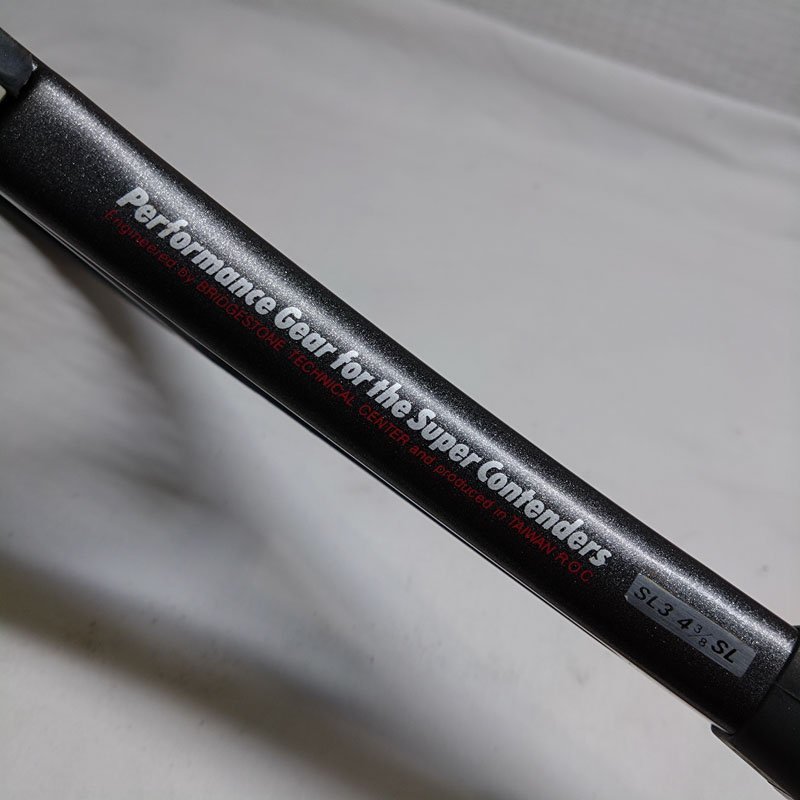 Performance Gear for the Super Contenders
Engineered by BRIDGESTONE TECHNICAL CENTER and produced in TAIWAN R.O.C
SL3 4 3/8 SL